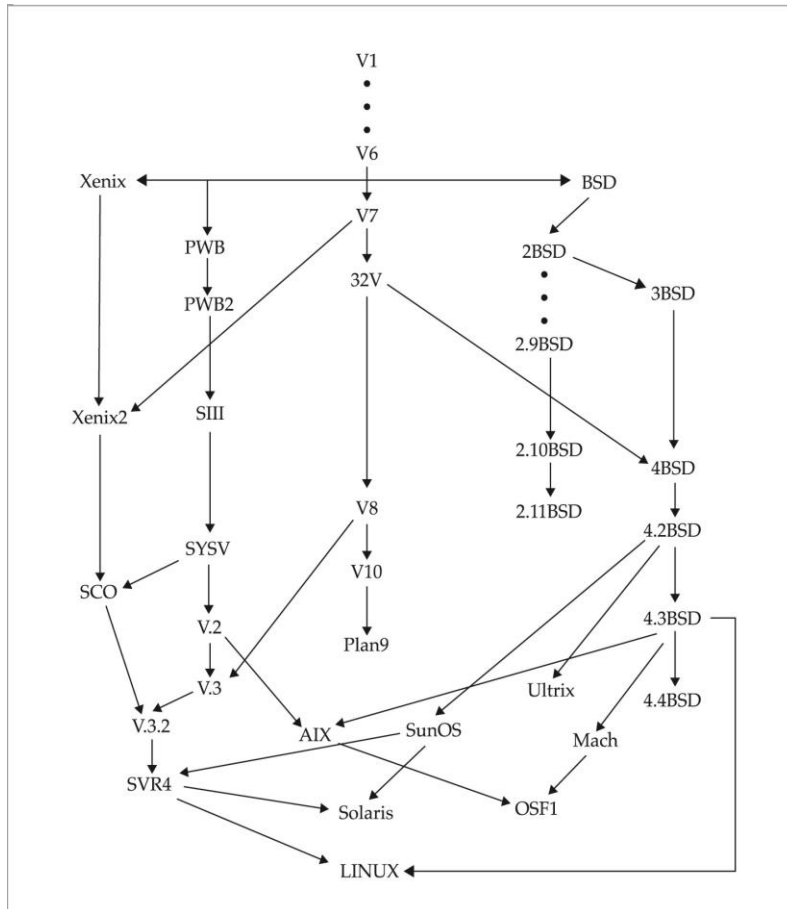 V1
V6
Xenix
BSD
V7
PWB
2BSD
32V
3BSD
PWB2
2.9BSD
Xenix2
SIII
2.10BSD
4BSD
V8
2.11BSD
4.2BSD
SYSV
V10
SCO
4.3BSD
V.2
Plan9
V.3
Ultrix
4.4BSD
V.3.2
AIX
SunOS
Mach
SVR4
Solaris
OSF1
LINUX